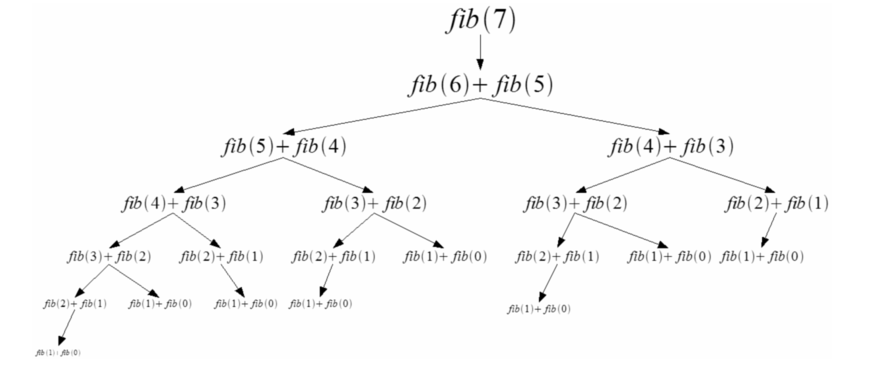 fib(7)
fib(6)+ fib(5)
fib(5)+ fib(4) fib(4)+ fib(3)
fib(4)+ fib(3) fib(3)+ fib(2) fib(3)+ fib(2) fib(2)+ fib(1)
fib(3)+ fib(2) fib(2)+ fib(1) fib(2)+ fib(1) fib(1)+ fib(0) fib(2)+ fib(1) fib(1)+ fib(0) fib(1)+ fib(0)
fib(2)+ fib(1) fib(1)+ fib(0) fib(1)+ fib(0) fib(1)+ fib(0) fib(1)+ fib(0)
fib(1)+ fib(0)